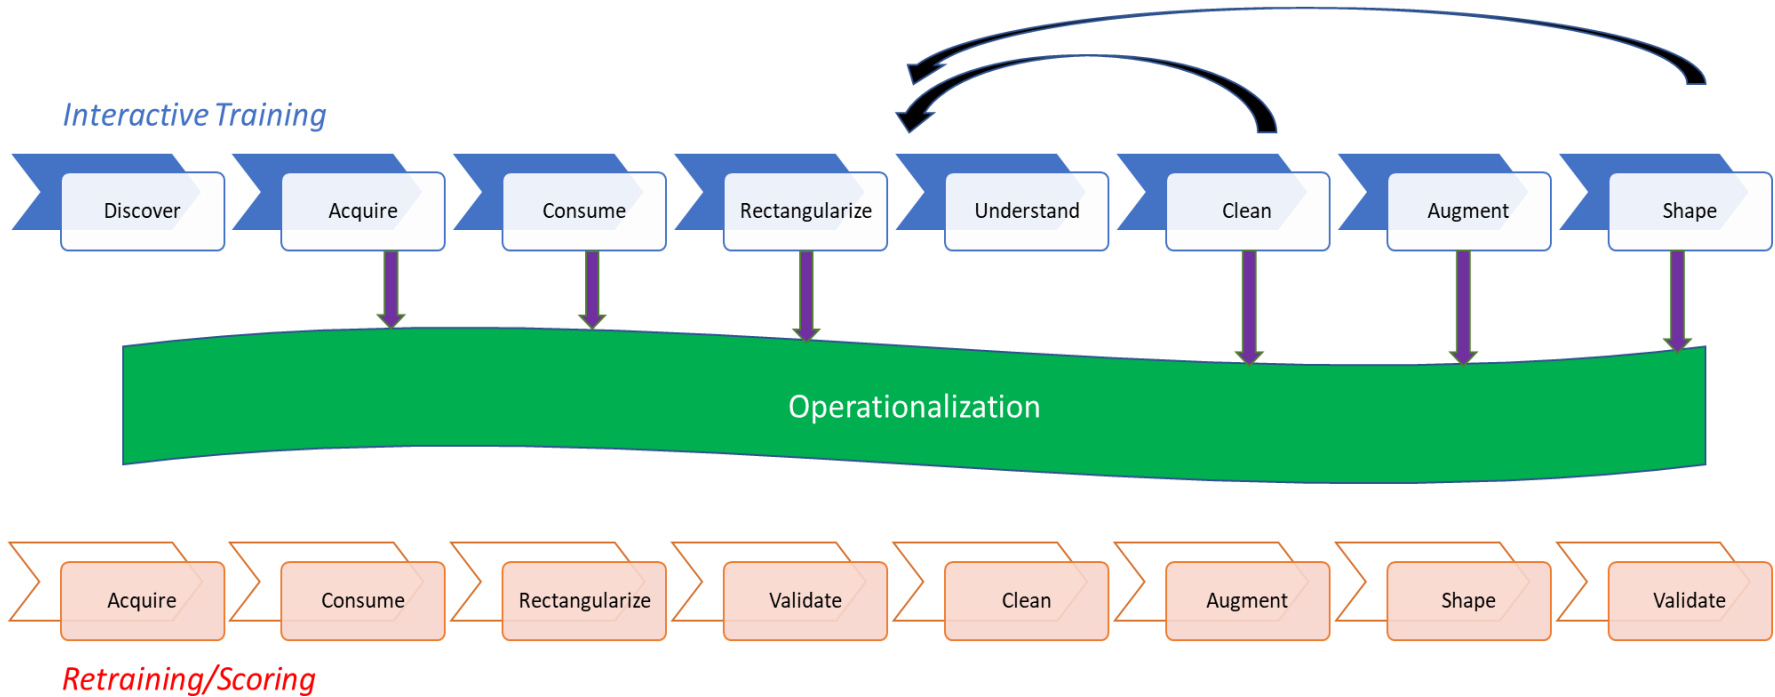 Interactive Training
Discover
Acquire
Consume
Rectangularize
Understand
Clean
Augment
Shape
Operationalization
Acquire
Consume
Rectangularize
Validate
Clean
Augment
Shape
Validate
Retraining/Scoring